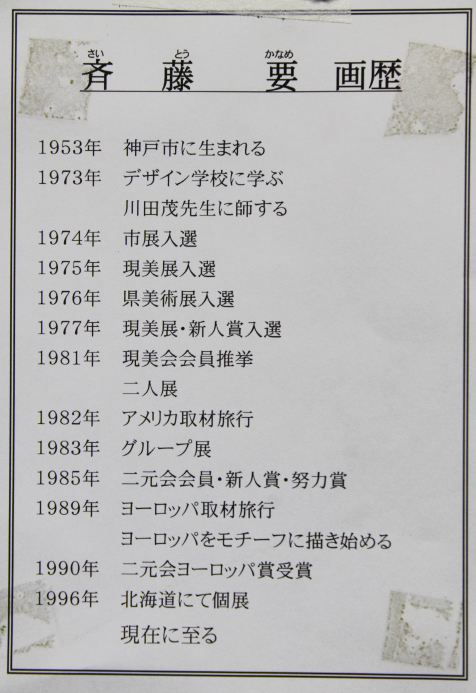 さい とう かなめ
斉 藤 要 画歴
1953年 神戸市に生まれる
1973年 デザイン学校に学ぶ
川田茂先生に師する
1974年 市展入選
1975年 現美展入選
1976年 県美術展入選
1977年 現美展・新人賞入選
1981年 現美会会員推挙
二人展
1982年 アメリカ取材旅行
1983年 グループ展
1985年 二元会会員・新人賞・努力賞
1989年 ヨーロッパ取材旅行
ヨーロッパをモチーフに描き始める
1990年 二元会ヨーロッパ賞受賞
1996年 北海道にて個展
現在に至る